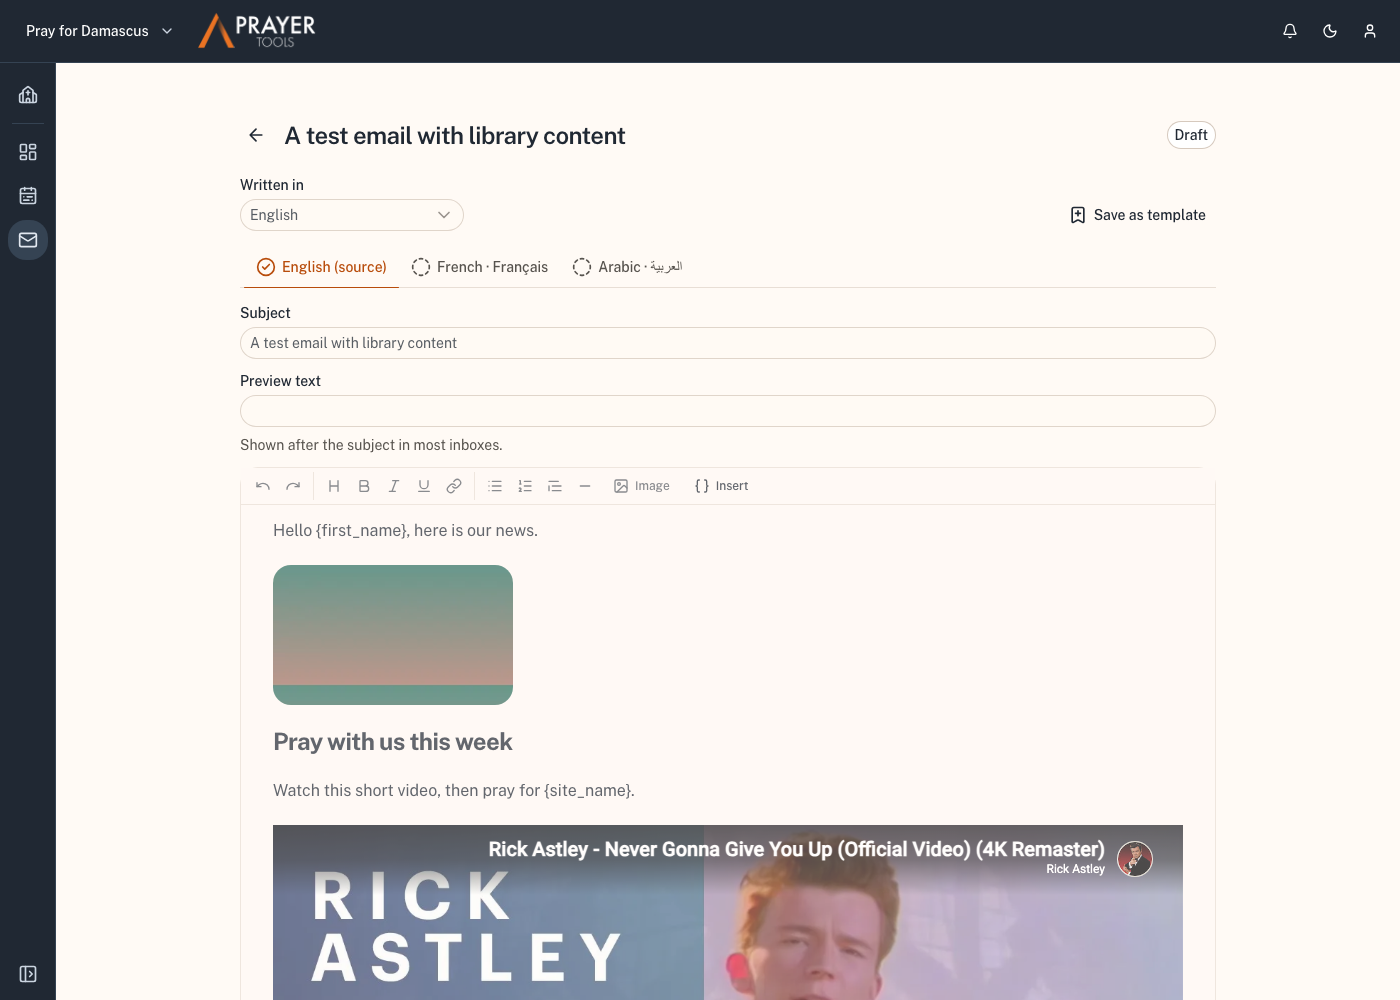 Pray for Damascus
PRAYER
TOOLS
A test email with library content
Draft
Written in
English
Save as template
English (source)
French · Français
Arabic · العربية
Subject
A test email with library content
Preview text
Shown after the subject in most inboxes.
H B I U
Image
{ } Insert
Hello {first_name}, here is our news.
Pray with us this week
Watch this short video, then pray for {site_name}.
Rick Astley - Never Gonna Give You Up (Official Video) (4K Remaster)
Rick Astley
RICK
ASTLEY